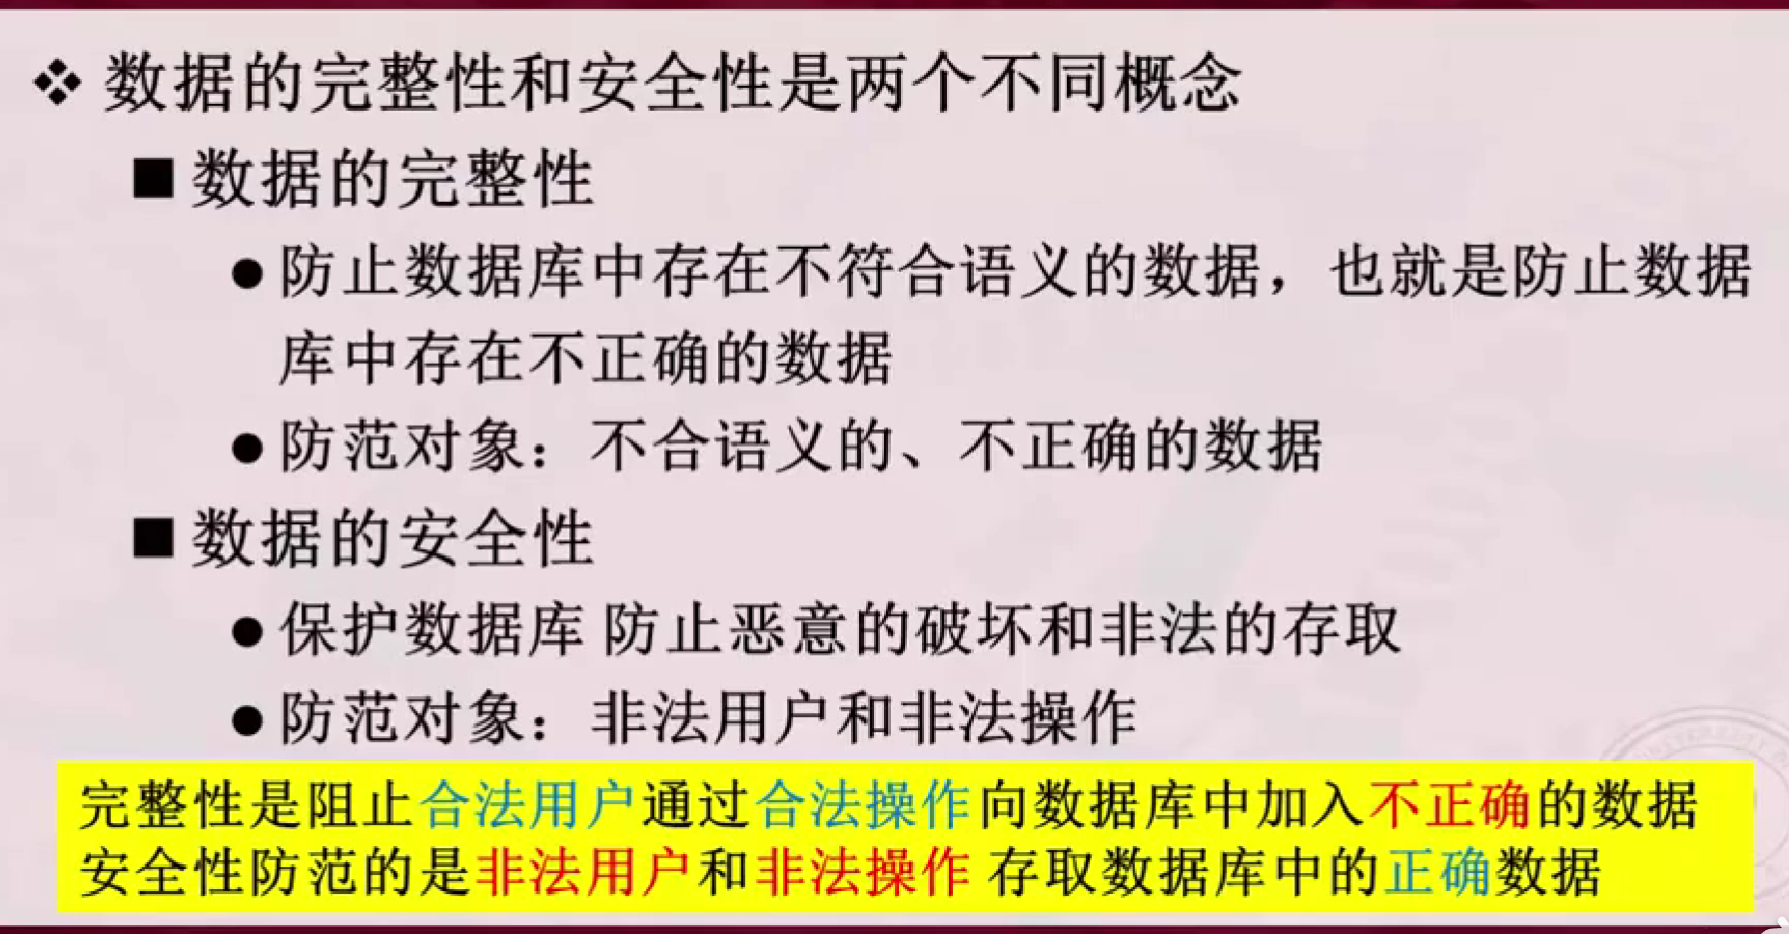 ❖ 数据的完整性和安全性是两个不同概念
■ 数据的完整性
● 防止数据库中存在不符合语义的数据，也就是防止数据
库中存在不正确的数据
● 防范对象：不合语义的、不正确的数据
■ 数据的安全性
● 保护数据库 防止恶意的破坏和非法的存取
● 防范对象：非法用户和非法操作
完整性是阻止合法用户通过合法操作向数据库中加入不正确的数据
安全性防范的是非法用户和非法操作 存取数据库中的正确数据